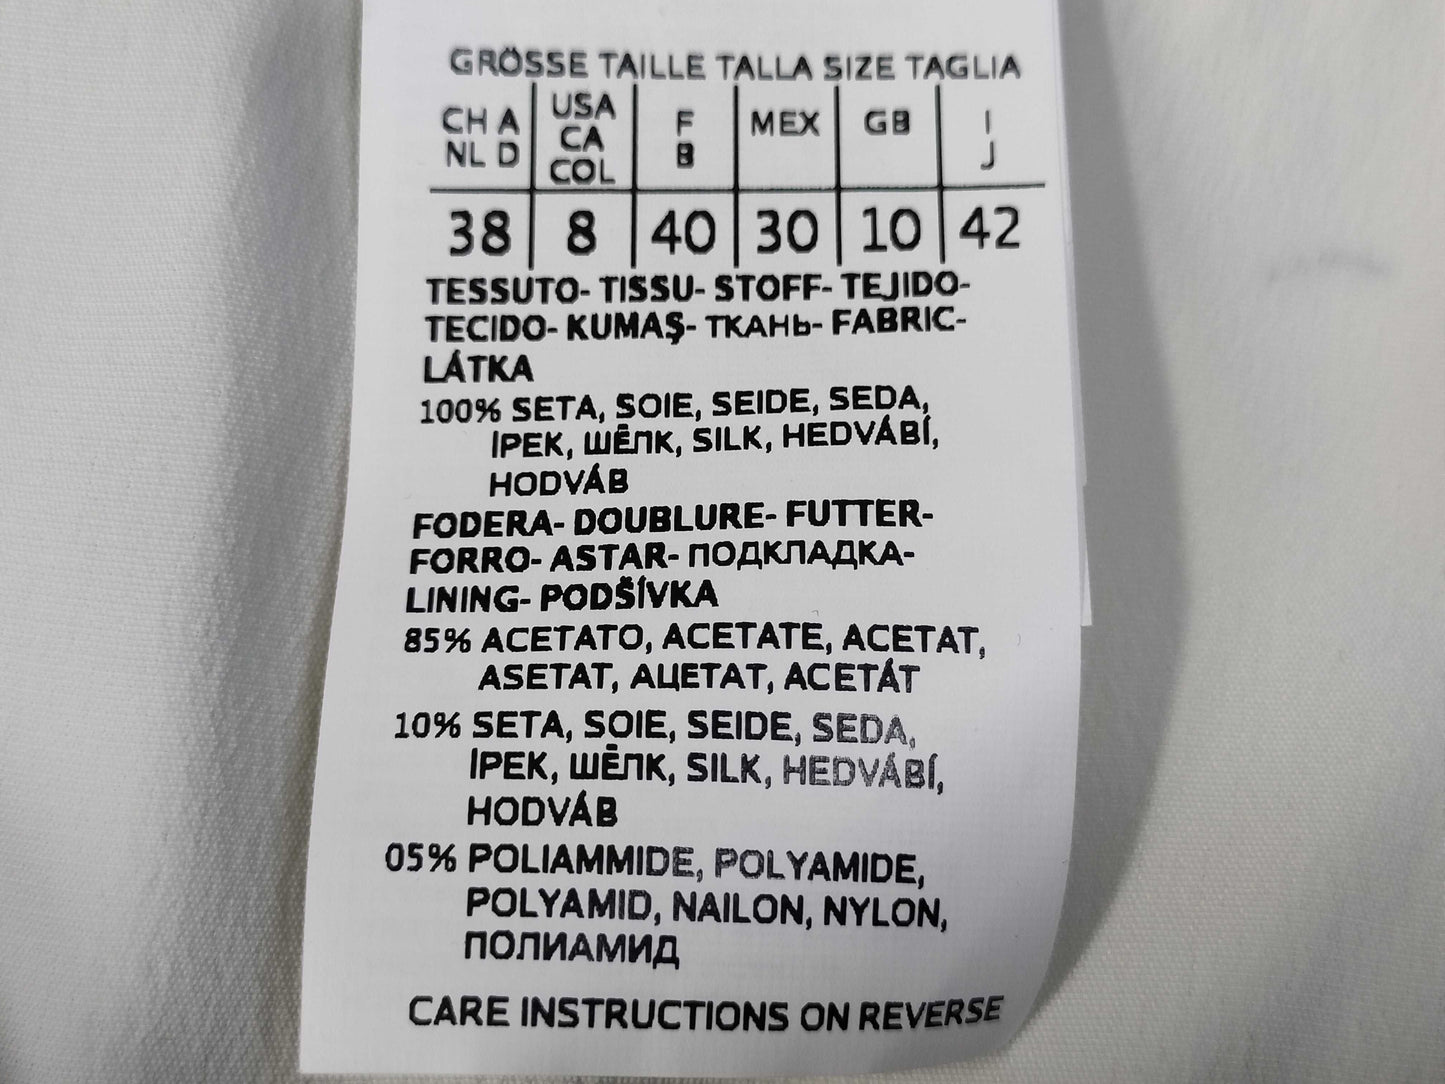 GRÖSSE TAILLE TALLA SIZE TAGLIA
CH A USA F MEX GB I
NL D CA B J
COL
38 8 40 30 10 42
TESSUTO- TISSU- STOFF- TEJIDO-
TECIDO- KUMAŞ- ТКАНЬ- FABRIC-
LÁTKA
100% SETA, SOIE, SEIDE, SEDA,
İPEK, ШЁЛК, SILK, HEDVÁBÍ,
HODVÁB
FODERA- DOUBLURE- FUTTER-
FORRO- ASTAR- ПОДКЛАДКА-
LINING- PODŠÍVKA
85% ACETATO, ACETATE, ACETAT,
ASETAT, АЦЕТАТ, ACETÁT
10% SETA, SOIE, SEIDE, SEDA,
İPEK, ШЁЛК, SILK, HEDVÁBÍ,
HODVÁB
05% POLIAMMIDE, POLYAMIDE,
POLYAMID, NAILON, NYLON,
ПОЛИАМИД
CARE INSTRUCTIONS ON REVERSE